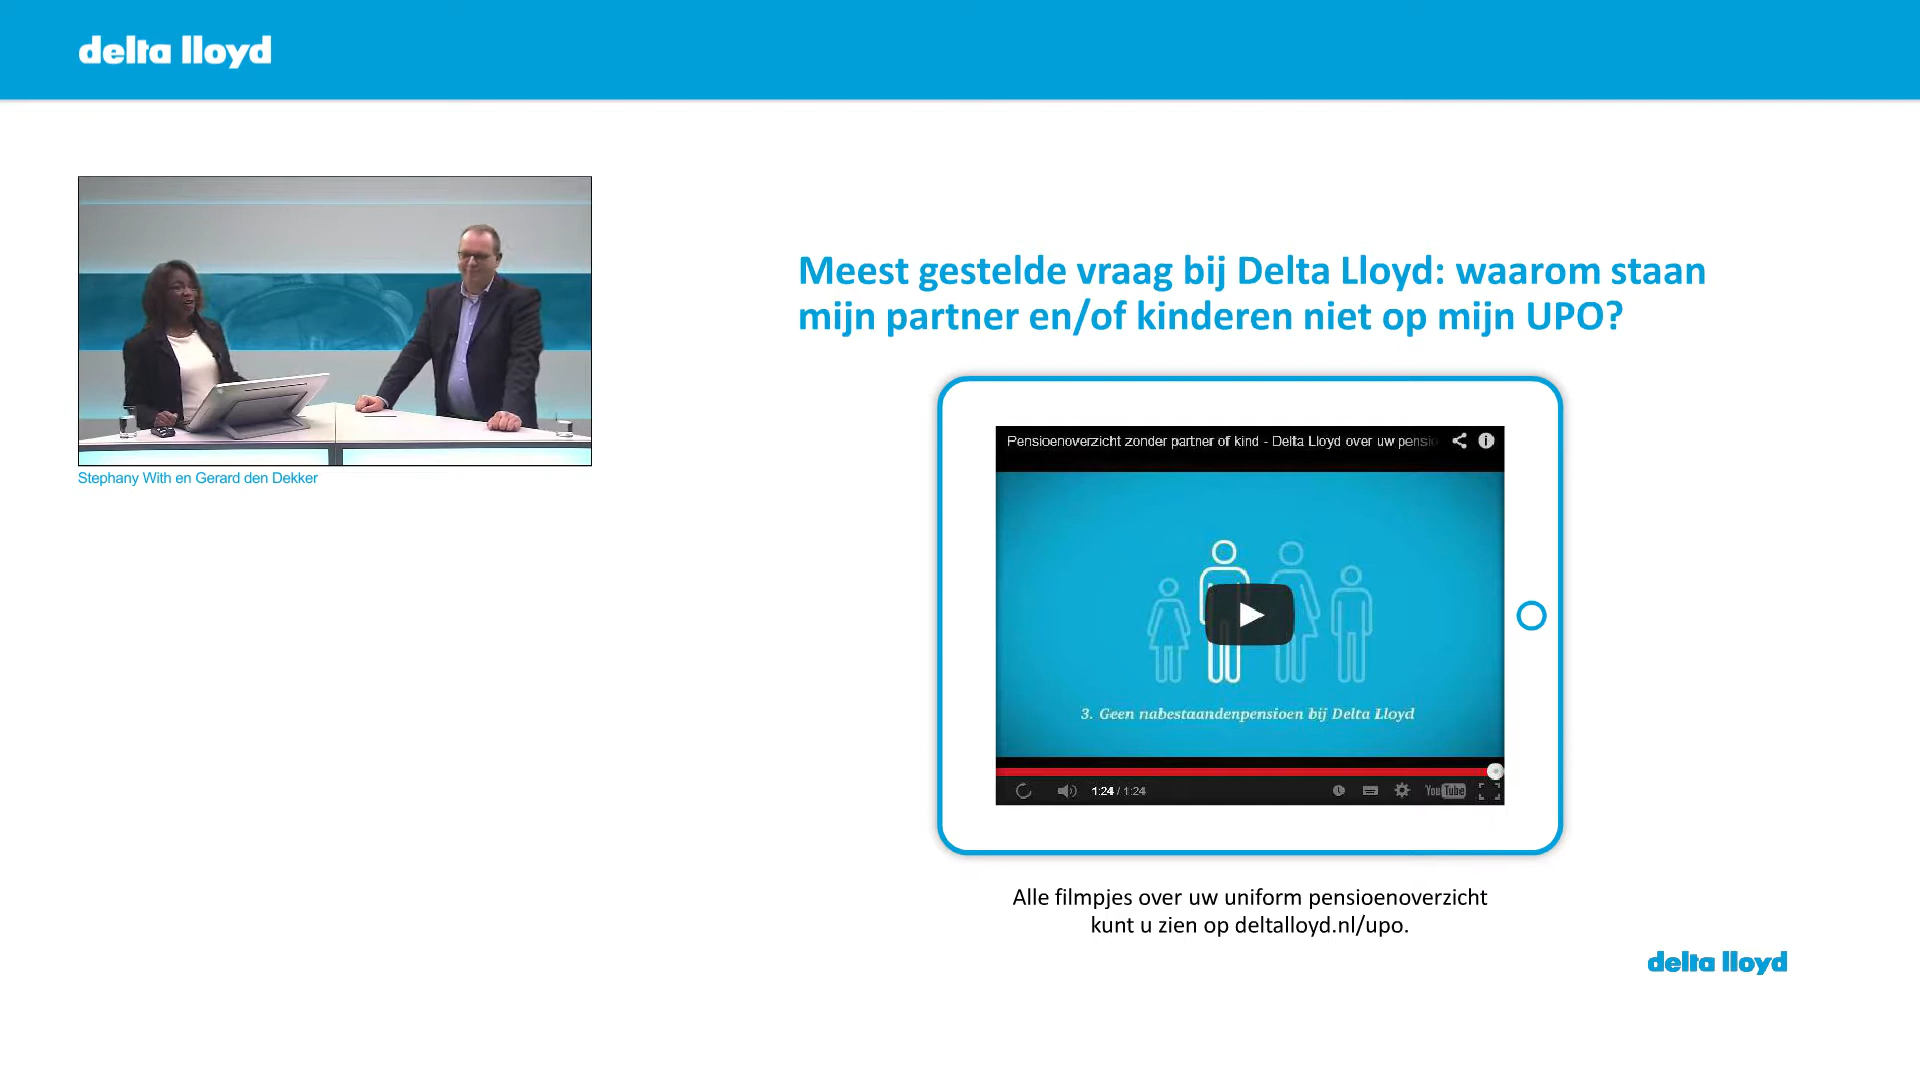 delta lloyd
Stephany With en Gerard den Dekker
Meest gestelde vraag bij Delta Lloyd: waarom staan
mijn partner en/of kinderen niet op mijn UPO?
Pensioenoverzicht zonder partner of kind - Delta Lloyd over uw pensio
3. Geen nabestaandenpensioen bij Delta Lloyd
1:24 / 1:24
YouTube
Alle filmpjes over uw uniform pensioenoverzicht
kunt u zien op deltalloyd.nl/upo.
delta lloyd